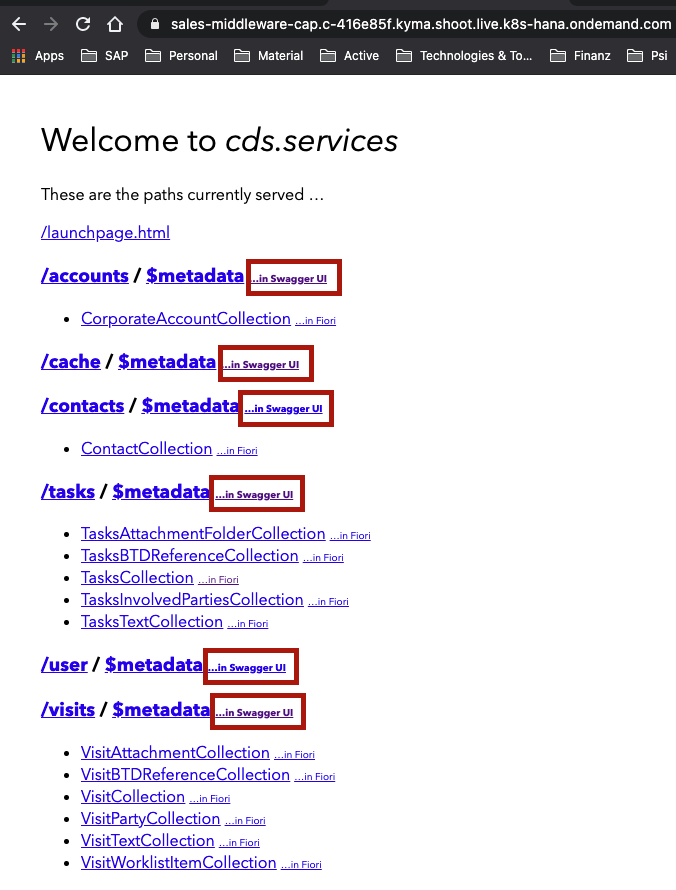 sales-middleware-cap.c-416e85f.kyma.shoot.live.k8s-hana.ondemand.com
Apps SAP Personal Material Active Technologies & To... Finanz Psi
Welcome to cds.services
These are the paths currently served …
/launchpage.html
/accounts / $metadata ...in Swagger UI
CorporateAccountCollection ...in Fiori
/cache / $metadata ...in Swagger UI
/contacts / $metadata ...in Swagger UI
ContactCollection ...in Fiori
/tasks / $metadata ...in Swagger UI
TasksAttachmentFolderCollection ...in Fiori
TasksBTDReferenceCollection ...in Fiori
TasksCollection ...in Fiori
TasksInvolvedPartiesCollection ...in Fiori
TasksTextCollection ...in Fiori
/user / $metadata ...in Swagger UI
/visits / $metadata ...in Swagger UI
VisitAttachmentCollection ...in Fiori
VisitBTDReferenceCollection ...in Fiori
VisitCollection ...in Fiori
VisitPartyCollection ...in Fiori
VisitTextCollection ...in Fiori
VisitWorklistItemCollection ...in Fiori